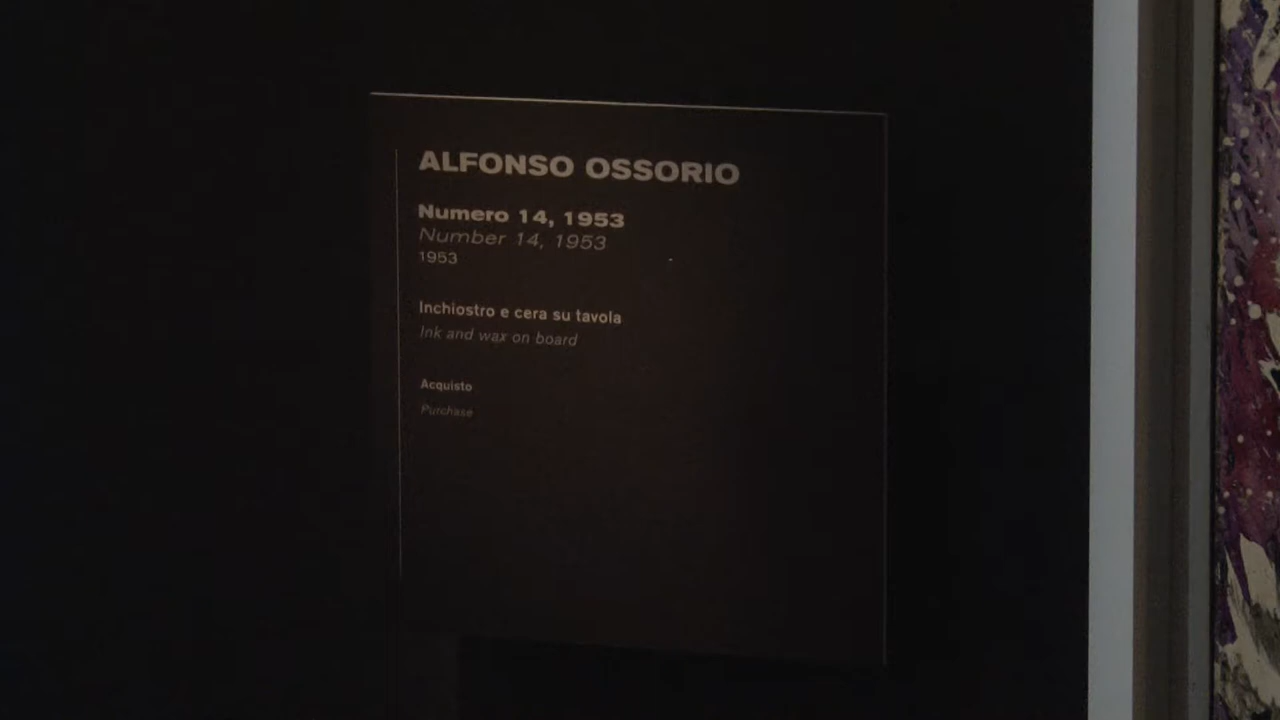 ALFONSO OSSORIO
Numero 14, 1953
Number 14, 1953
1953
Inchiostro e cera su tavola
Ink and wax on board
Acquisto
Purchase